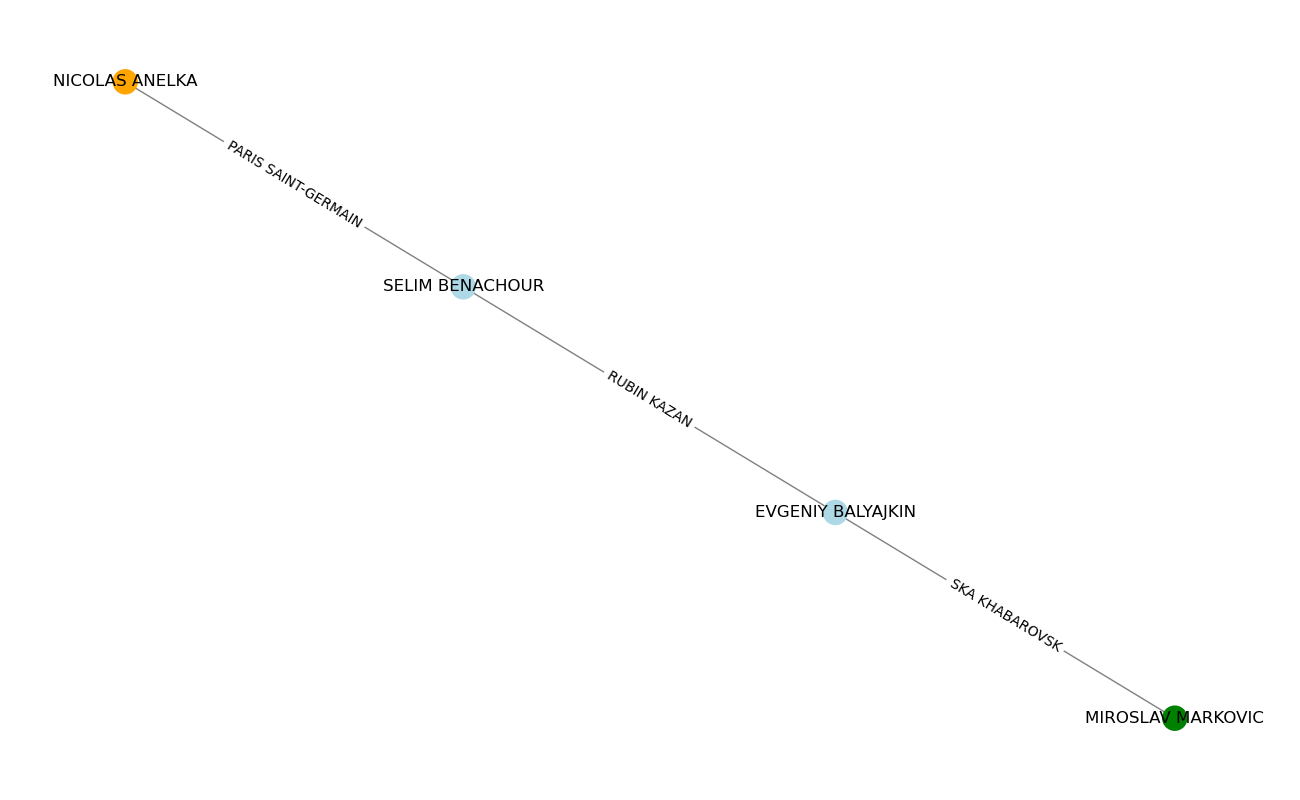 NICOLAS ANELKA
PARIS SAINT-GERMAIN
SELIM BENACHOUR
RUBIN KAZAN
EVGENIY BALYAJKIN
SKA KHABAROVSK
MIROSLAV MARKOVIC